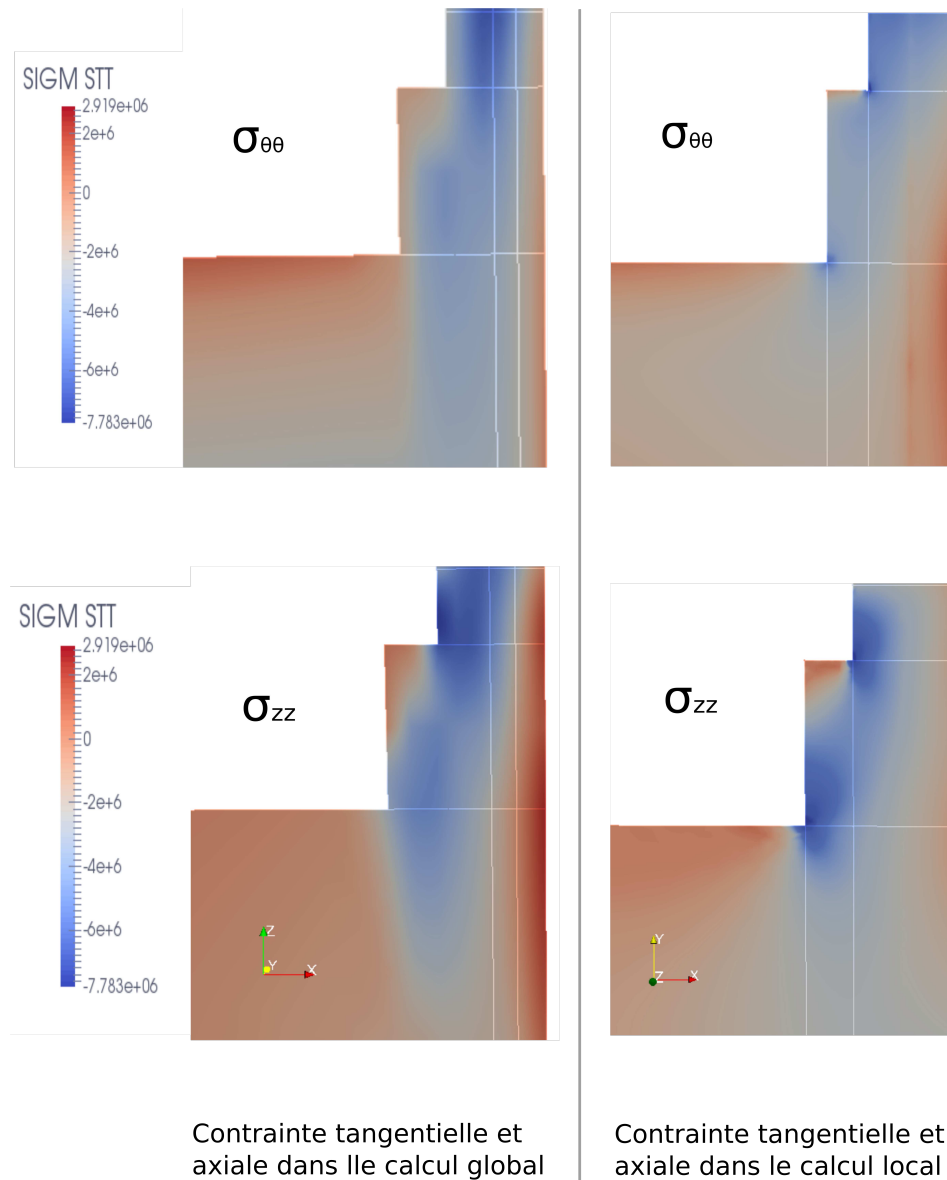 SIGM STT
2.919e+06
2e+6
0
-2e+6
-4e+6
-6e+6
-7.783e+06
σθθ
σθθ
SIGM STT
2.919e+06
2e+6
0
-2e+6
-4e+6
-6e+6
-7.783e+06
σzz
Z
Y
X
σzz
Y
Z
X
Contrainte tangentielle et
axiale dans lle calcul global
Contrainte tangentielle et
axiale dans le calcul local